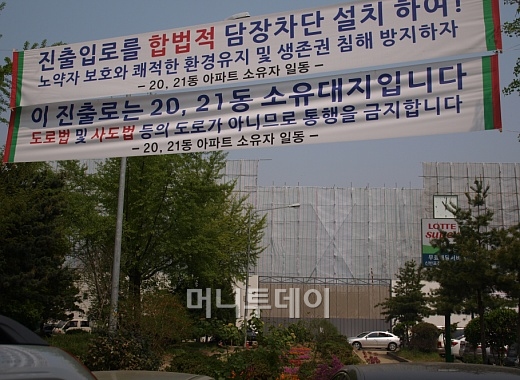 진출입로를 합법적 담장차단 설치 하여!
노약자 보호와 쾌적한 환경유지 및 생존권 침해 방지하자
– 20, 21동 아파트 소유자 일동 –
이 진출로는 20, 21동 소유대지입니다
도로법 및 사도법 등의 도로가 아니므로 통행을 금지합니다
– 20, 21동 아파트 소유자 일동 –
LOTTE
Super
머니투데이